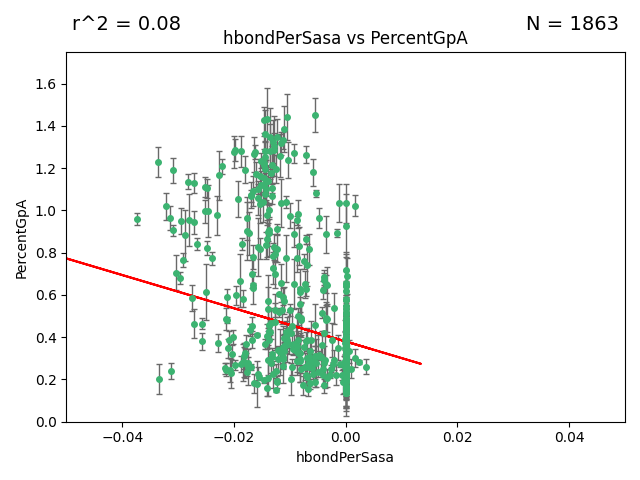 r^2 = 0.08
N = 1863
hbondPerSasa vs PercentGpA
1.6
1.4
1.2
1.0
0.8
0.6
0.4
0.2
0.0
PercentGpA
−0.04 −0.02 0.00 0.02 0.04
hbondPerSasa